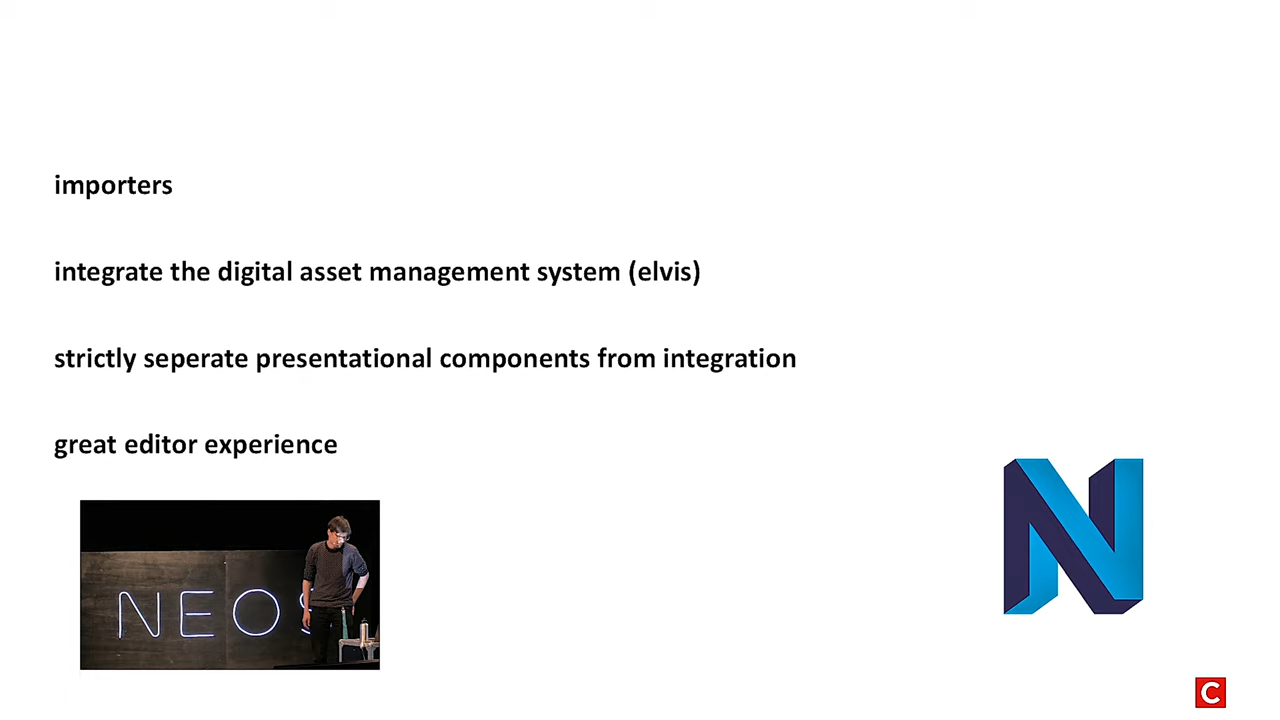 importers
integrate the digital asset management system (elvis)
strictly seperate presentational components from integration
great editor experience
NEOS
N
C